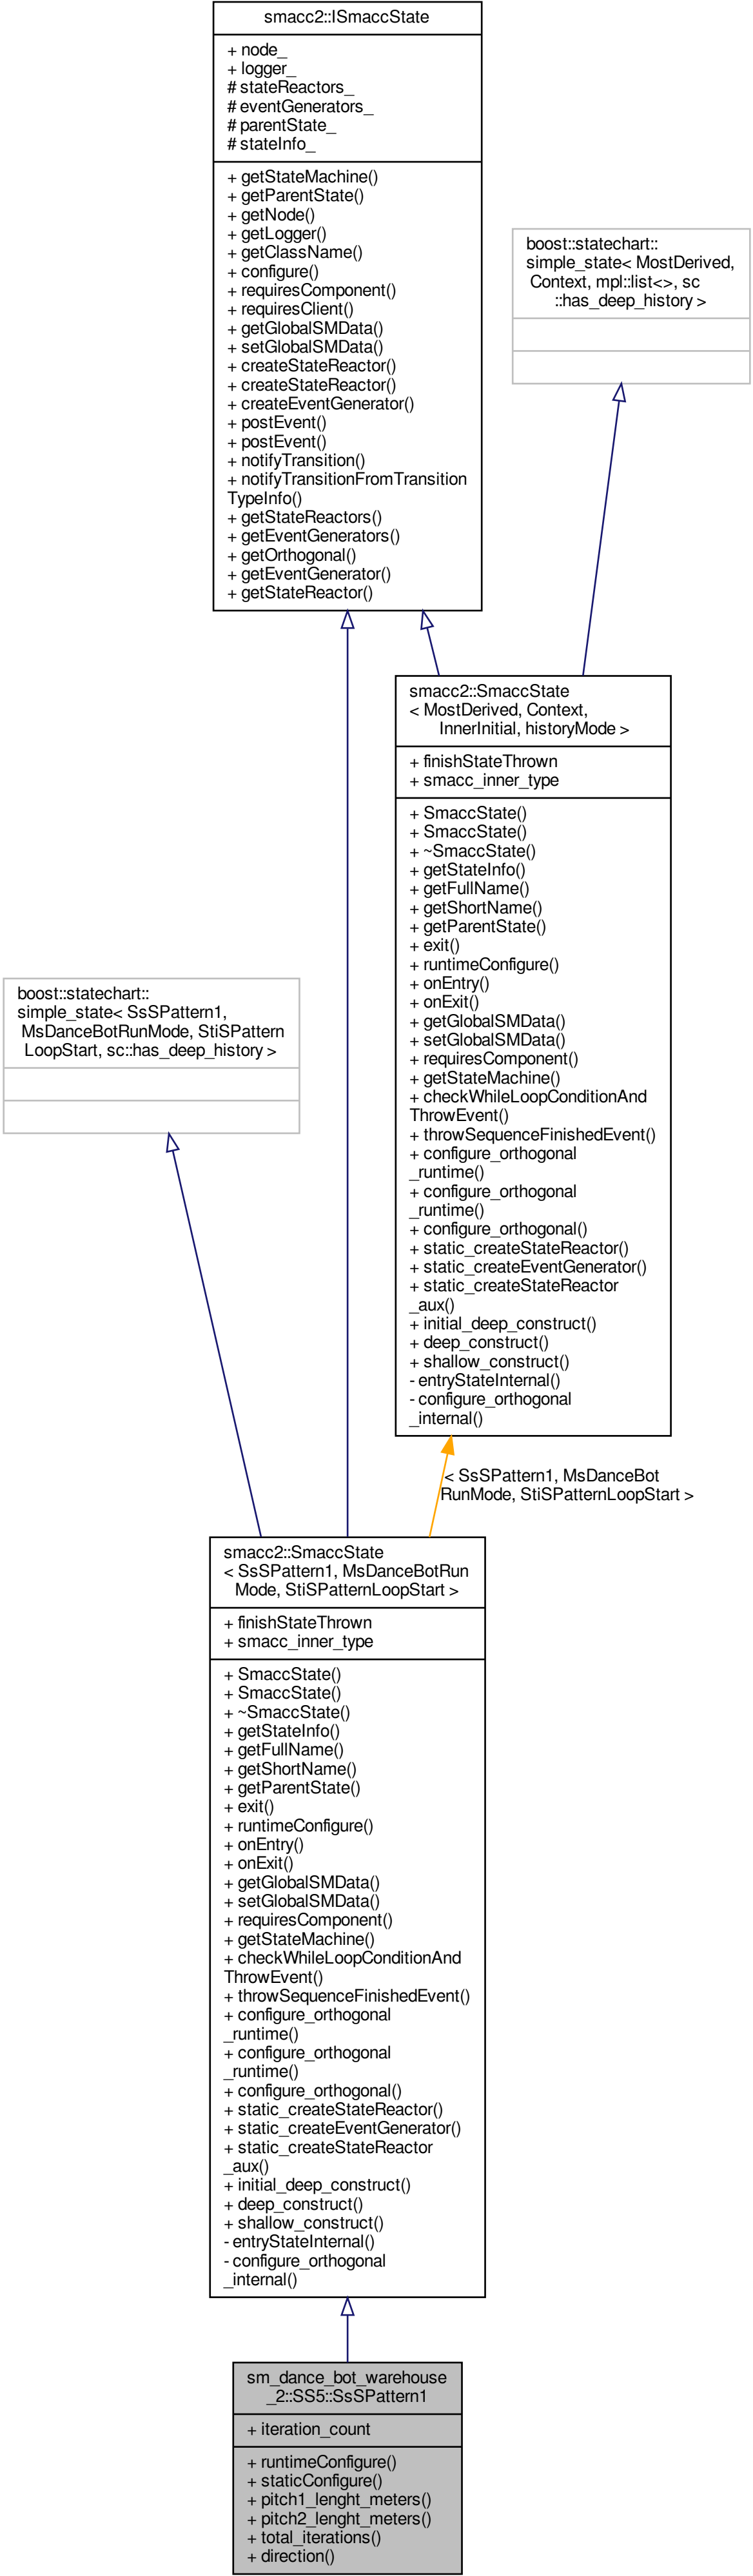 smacc2::ISmaccState
+ node_
+ logger_
# stateReactors_
# eventGenerators_
# parentState_
# stateInfo_
+ getStateMachine()
+ getParentState()
+ getNode()
+ getLogger()
+ getClassName()
+ configure()
+ requiresComponent()
+ requiresClient()
+ getGlobalSMData()
+ setGlobalSMData()
+ createStateReactor()
+ createStateReactor()
+ createEventGenerator()
+ postEvent()
+ postEvent()
+ notifyTransition()
+ notifyTransitionFromTransition
TypeInfo()
+ getStateReactors()
+ getEventGenerators()
+ getOrthogonal()
+ getEventGenerator()
+ getStateReactor()
boost::statechart::
simple_state< MostDerived,
Context, mpl::list<>, sc
::has_deep_history >
smacc2::SmaccState
< MostDerived, Context,
InnerInitial, historyMode >
+ finishStateThrown
+ smacc_inner_type
+ SmaccState()
+ SmaccState()
+ ~SmaccState()
+ getStateInfo()
+ getFullName()
+ getShortName()
+ getParentState()
+ exit()
+ runtimeConfigure()
+ onEntry()
+ onExit()
+ getGlobalSMData()
+ setGlobalSMData()
+ requiresComponent()
+ getStateMachine()
+ checkWhileLoopConditionAnd
ThrowEvent()
+ throwSequenceFinishedEvent()
+ configure_orthogonal
_runtime()
+ configure_orthogonal
_runtime()
+ configure_orthogonal()
+ static_createStateReactor()
+ static_createEventGenerator()
+ static_createStateReactor
_aux()
+ initial_deep_construct()
+ deep_construct()
+ shallow_construct()
- entryStateInternal()
- configure_orthogonal
_internal()
boost::statechart::
simple_state< SsSPattern1,
MsDanceBotRunMode, StiSPattern
LoopStart, sc::has_deep_history >
< SsSPattern1, MsDanceBot
RunMode, StiSPatternLoopStart >
smacc2::SmaccState
< SsSPattern1, MsDanceBotRun
Mode, StiSPatternLoopStart >
+ finishStateThrown
+ smacc_inner_type
+ SmaccState()
+ SmaccState()
+ ~SmaccState()
+ getStateInfo()
+ getFullName()
+ getShortName()
+ getParentState()
+ exit()
+ runtimeConfigure()
+ onEntry()
+ onExit()
+ getGlobalSMData()
+ setGlobalSMData()
+ requiresComponent()
+ getStateMachine()
+ checkWhileLoopConditionAnd
ThrowEvent()
+ throwSequenceFinishedEvent()
+ configure_orthogonal
_runtime()
+ configure_orthogonal
_runtime()
+ configure_orthogonal()
+ static_createStateReactor()
+ static_createEventGenerator()
+ static_createStateReactor
_aux()
+ initial_deep_construct()
+ deep_construct()
+ shallow_construct()
- entryStateInternal()
- configure_orthogonal
_internal()
sm_dance_bot_warehouse
_2::SS5::SsSPattern1
+ iteration_count
+ runtimeConfigure()
+ staticConfigure()
+ pitch1_lenght_meters()
+ pitch2_lenght_meters()
+ total_iterations()
+ direction()